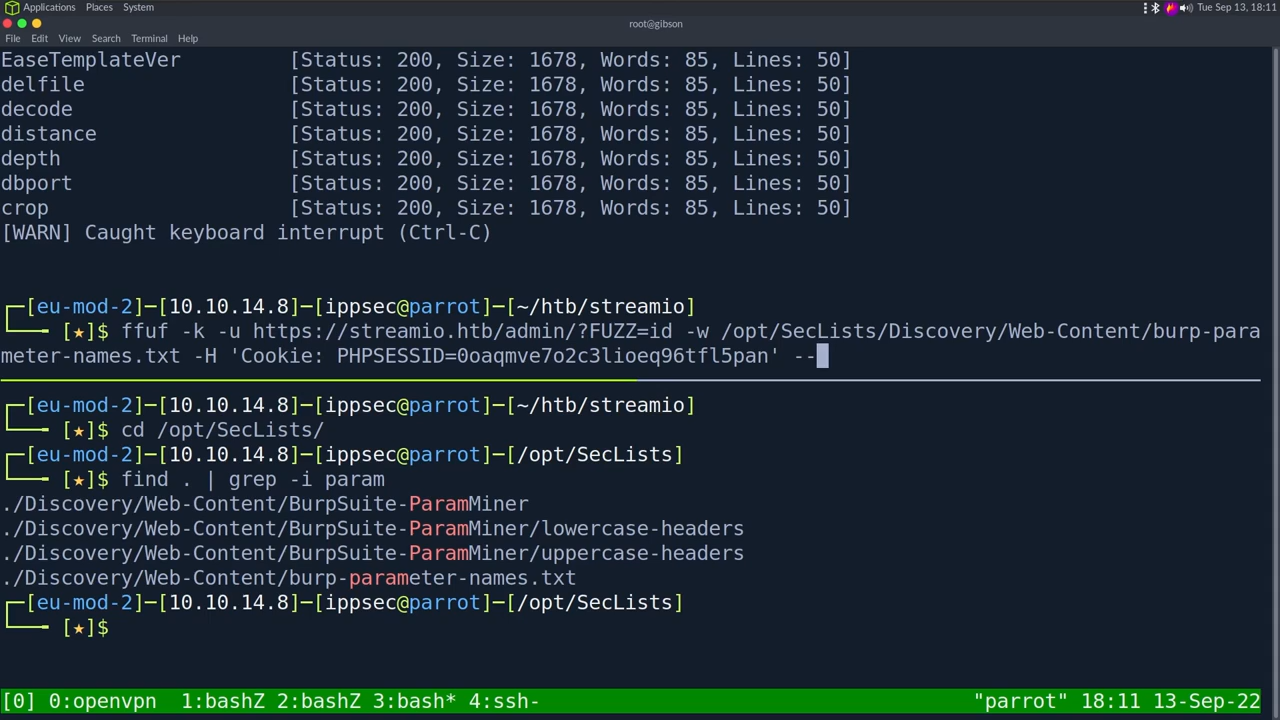 Applications Places System Tue Sep 13, 18:11
root@gibson
File Edit View Search Terminal Help
EaseTemplateVer [Status: 200, Size: 1678, Words: 85, Lines: 50]
delfile [Status: 200, Size: 1678, Words: 85, Lines: 50]
decode [Status: 200, Size: 1678, Words: 85, Lines: 50]
distance [Status: 200, Size: 1678, Words: 85, Lines: 50]
depth [Status: 200, Size: 1678, Words: 85, Lines: 50]
dbport [Status: 200, Size: 1678, Words: 85, Lines: 50]
crop [Status: 200, Size: 1678, Words: 85, Lines: 50]
[WARN] Caught keyboard interrupt (Ctrl-C)
┌─[eu-mod-2]─[10.10.14.8]─[ippsec@parrot]─[~/htb/streamio]
└──╼ [★]$ ffuf -k -u https://streamio.htb/admin/?FUZZ=id -w /opt/SecLists/Discovery/Web-Content/burp-para
meter-names.txt -H 'Cookie: PHPSESSID=0oaqmve7o2c3lioeq96tfl5pan' --
┌─[eu-mod-2]─[10.10.14.8]─[ippsec@parrot]─[~/htb/streamio]
└──╼ [★]$ cd /opt/SecLists/
┌─[eu-mod-2]─[10.10.14.8]─[ippsec@parrot]─[/opt/SecLists]
└──╼ [★]$ find . | grep -i param
./Discovery/Web-Content/BurpSuite-ParamMiner
./Discovery/Web-Content/BurpSuite-ParamMiner/lowercase-headers
./Discovery/Web-Content/BurpSuite-ParamMiner/uppercase-headers
./Discovery/Web-Content/burp-parameter-names.txt
┌─[eu-mod-2]─[10.10.14.8]─[ippsec@parrot]─[/opt/SecLists]
└──╼ [★]$
[0] 0:openvpn 1:bashZ 2:bashZ 3:bash* 4:ssh- "parrot" 18:11 13-Sep-22